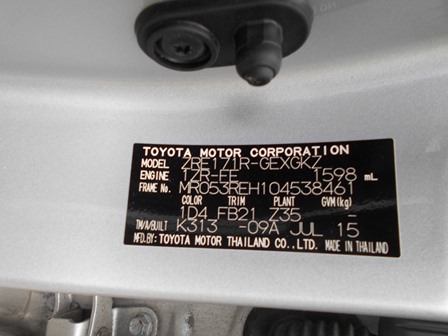 TOYOTA MOTOR CORPORATION
MODEL ZRE171R-GEXGKZ
ENGINE 1ZR-FE 1598 mL
FRAME No. MR053REH104538461
COLOR TRIM PLANT GVM(kg)
1D4 FB21 Z35 -
T/M/A/BUILT K313 -09A JUL 15
MFD.BY: TOYOTA MOTOR THAILAND CO.,LTD. MADE IN THAILAND